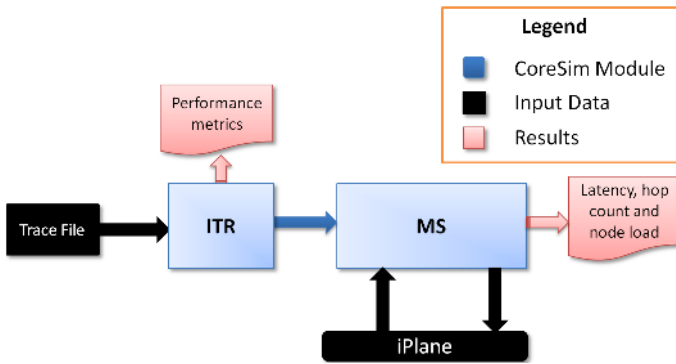 Legend
CoreSim Module
Input Data
Results
Performance
metrics
Trace File
ITR
MS
Latency, hop
count and
node load
iPlane